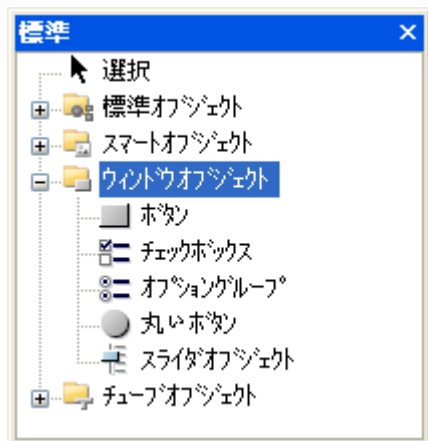 標準
選択
標準オブジェクト
スマートオブジェクト
ウィンドウオブジェクト
ボタン
チェックボックス
オプショングループ
丸いボタン
スライダオブジェクト
チューブオブジェクト